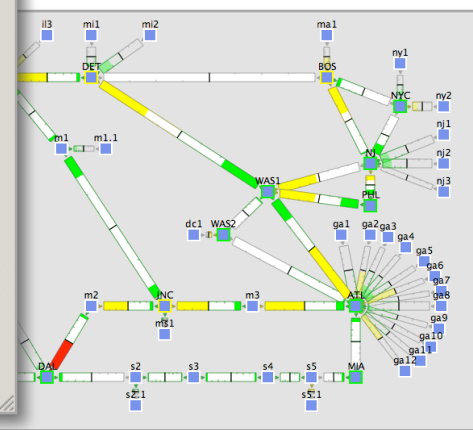 il3
mi1
mi2
ma1
DET
BOS
ny1
NYC
ny2
nj1
m1
m1.1
NJ
nj2
WAS1
nj3
PHL
dc1
WAS2
ga1
ga2
ga3
ga4
ga5
ga6
ga7
m2
INC
m3
ATL
ga8
ms1
ga9
ga10
ga11
DAL
s2
s3
s4
s5
MIA
ga12
s2.1
s5.1